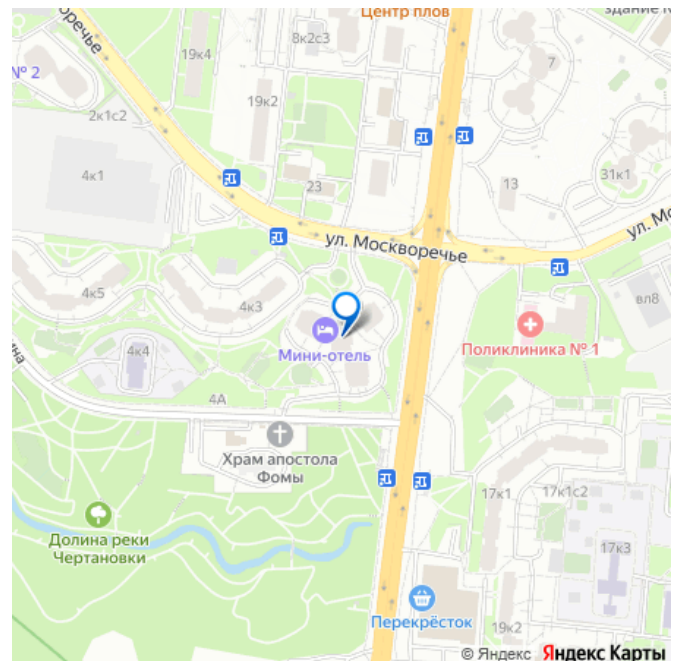 Центр плов
здание №
№ 2
8к2с3
19к4
7
19к2
2к1с2
4к1
23
13
31к1
ул. Москворечье
ул. Мо
4к5
4к3
вл8
Мини-отель
Поликлиника № 1
4к4
4А
Храм апостола
Фомы
17к1
17к1с2
Долина реки
Чертановки
17к3
Перекрёсток
19к2
© Яндекс Яндекс Карты